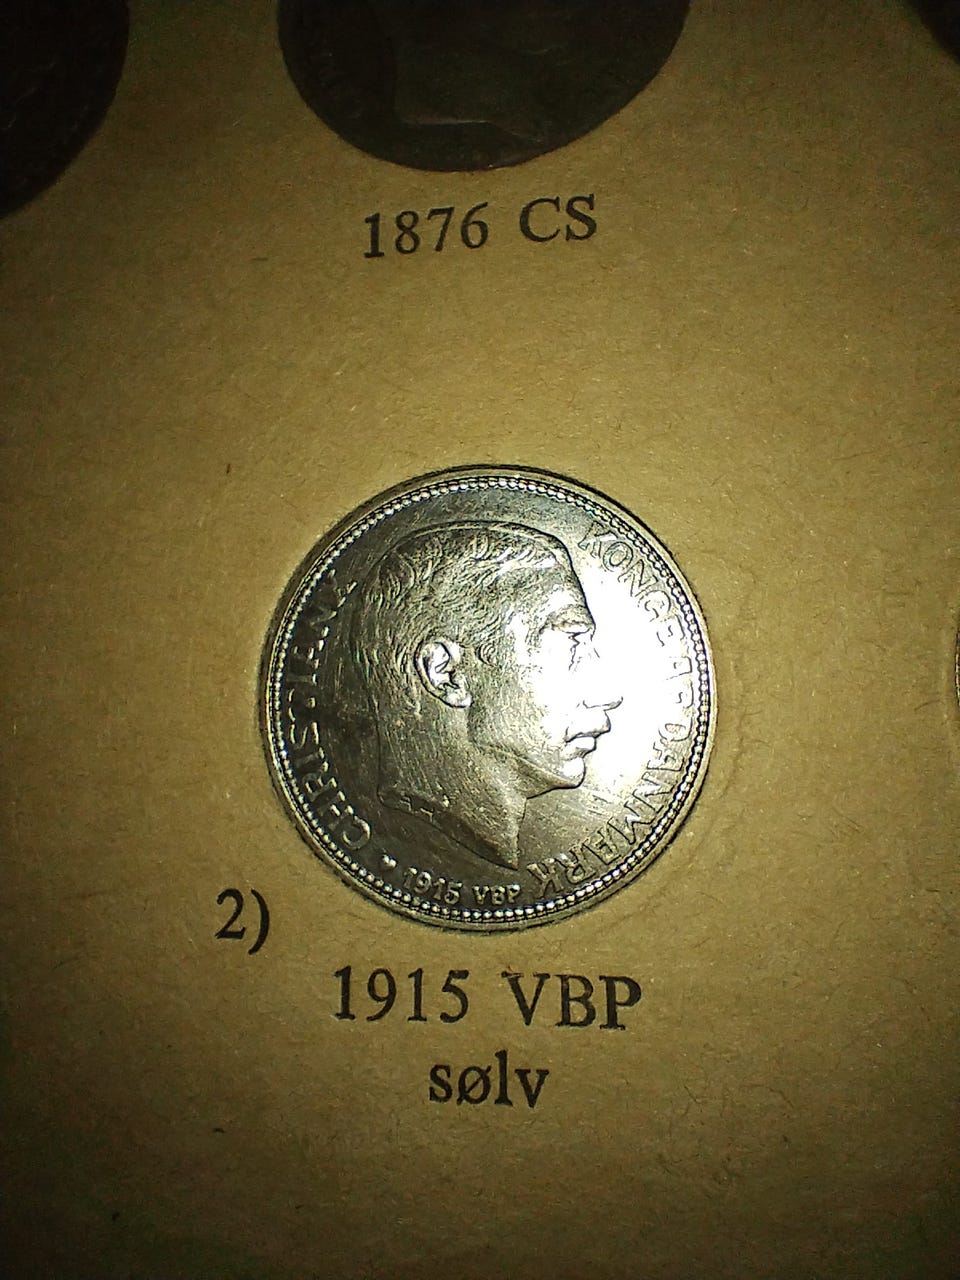 1876 CS
CHRISTIAN X KONGE AF DANMARK
♥ 1915 VBP
2)
1915 VBP
sølv